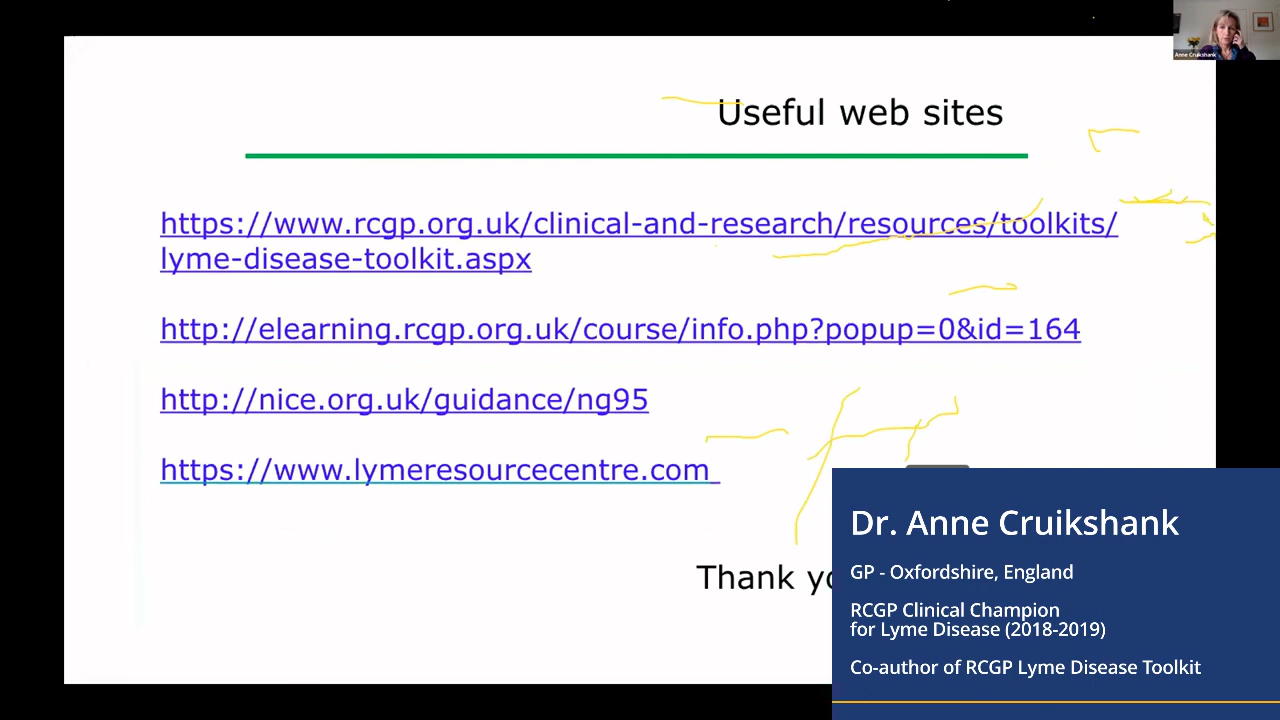 Anne Cruikshank
Useful web sites
https://www.rcgp.org.uk/clinical-and-research/resources/toolkits/
lyme-disease-toolkit.aspx
http://elearning.rcgp.org.uk/course/info.php?popup=0&id=164
http://nice.org.uk/guidance/ng95
https://www.lymeresourcecentre.com
Thank
Dr. Anne Cruikshank
GP - Oxfordshire, England
RCGP Clinical Champion
for Lyme Disease (2018-2019)
Co-author of RCGP Lyme Disease Toolkit